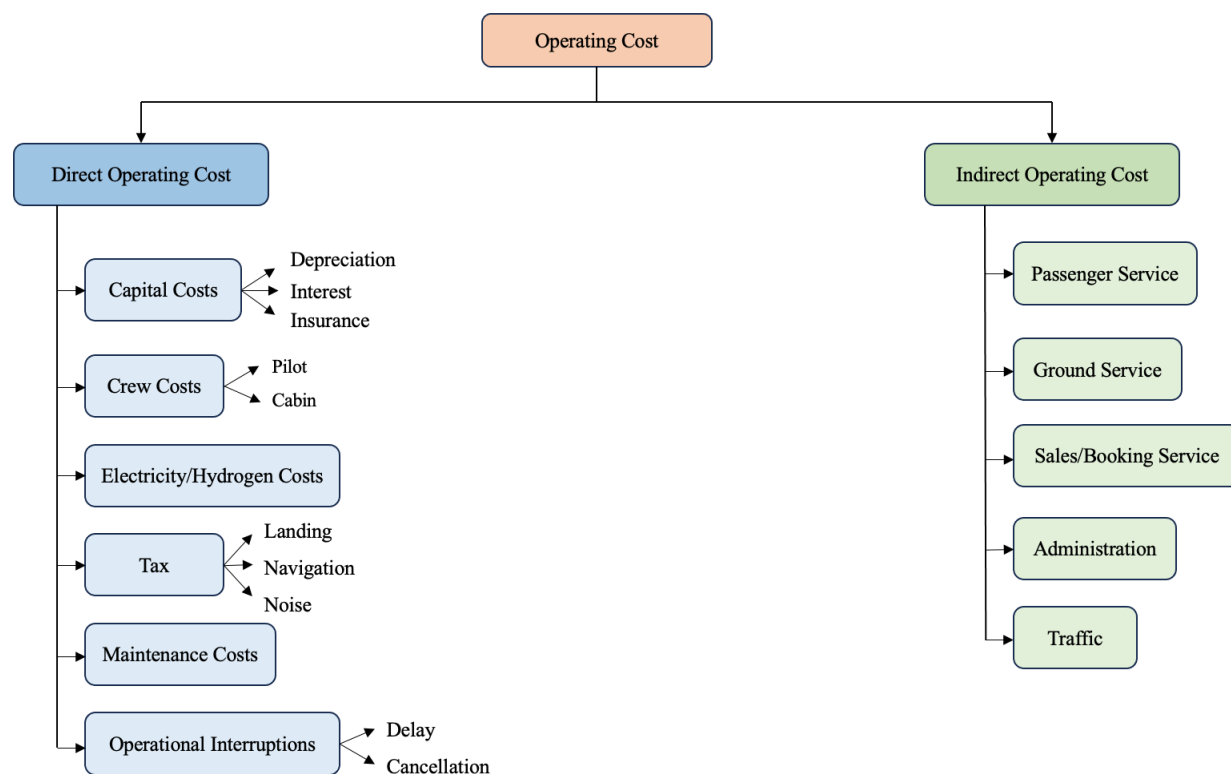 Operating Cost
Direct Operating Cost
Capital Costs
Depreciation
Interest
Insurance
Crew Costs
Pilot
Cabin
Electricity/Hydrogen Costs
Tax
Landing
Navigation
Noise
Maintenance Costs
Operational Interruptions
Delay
Cancellation
Indirect Operating Cost
Passenger Service
Ground Service
Sales/Booking Service
Administration
Traffic